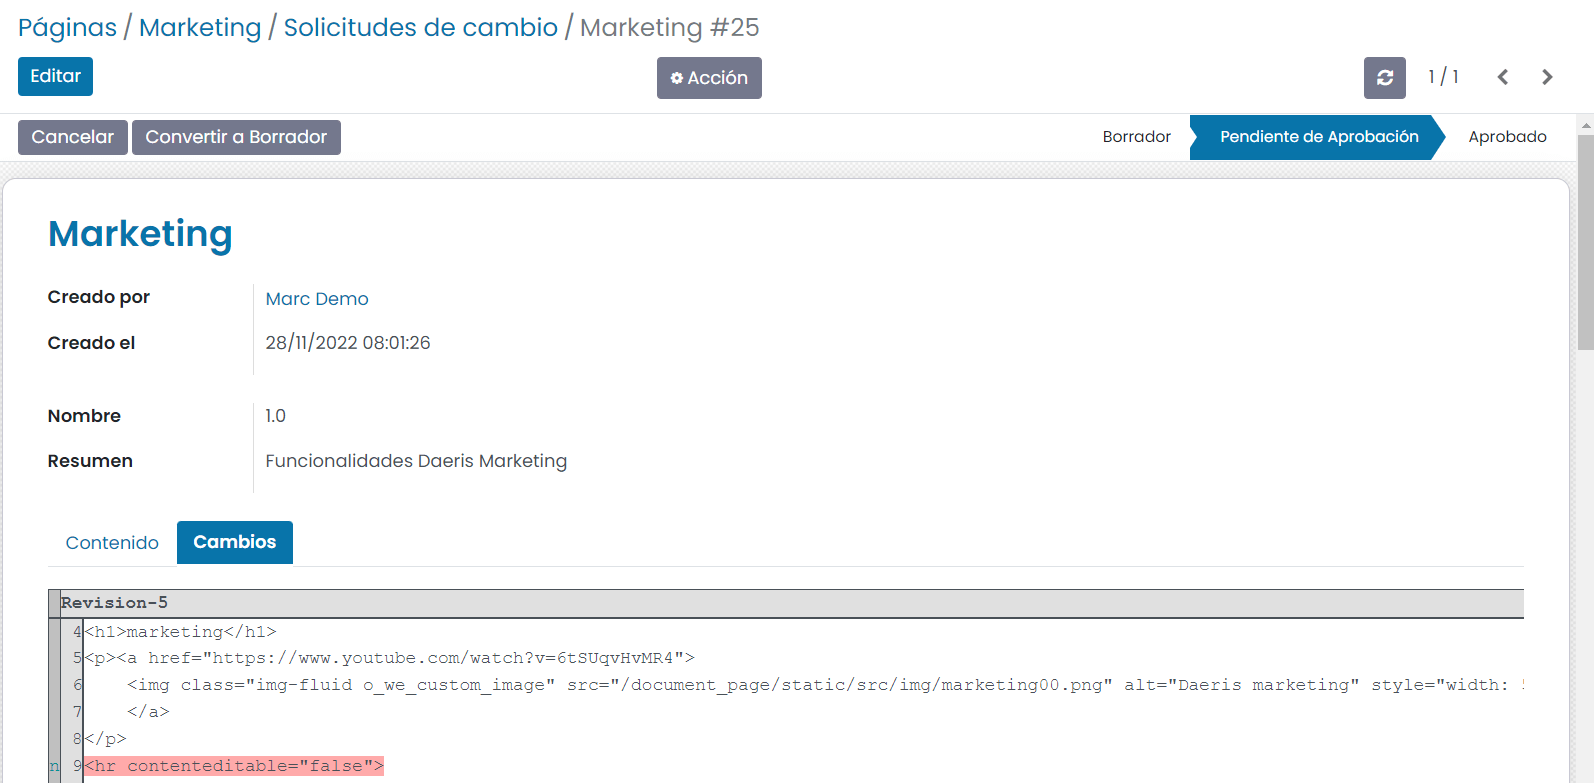 Páginas / Marketing / Solicitudes de cambio / Marketing #25
Editar
Acción
1 / 1
Cancelar
Convertir a Borrador
Borrador
Pendiente de Aprobación
Aprobado
Marketing
Creado por Marc Demo
Creado el 28/11/2022 08:01:26
Nombre 1.0
Resumen Funcionalidades Daeris Marketing
Contenido
Cambios
Revision-5
4 <h1>marketing</h1>
5 <p><a href="https://www.youtube.com/watch?v=6tSUqvHvMR4">
6 <img class="img-fluid o_we_custom_image" src="/document_page/static/src/img/marketing00.png" alt="Daeris marketing" style="width:
7 </a>
8 </p>
n 9 <hr contenteditable="false">